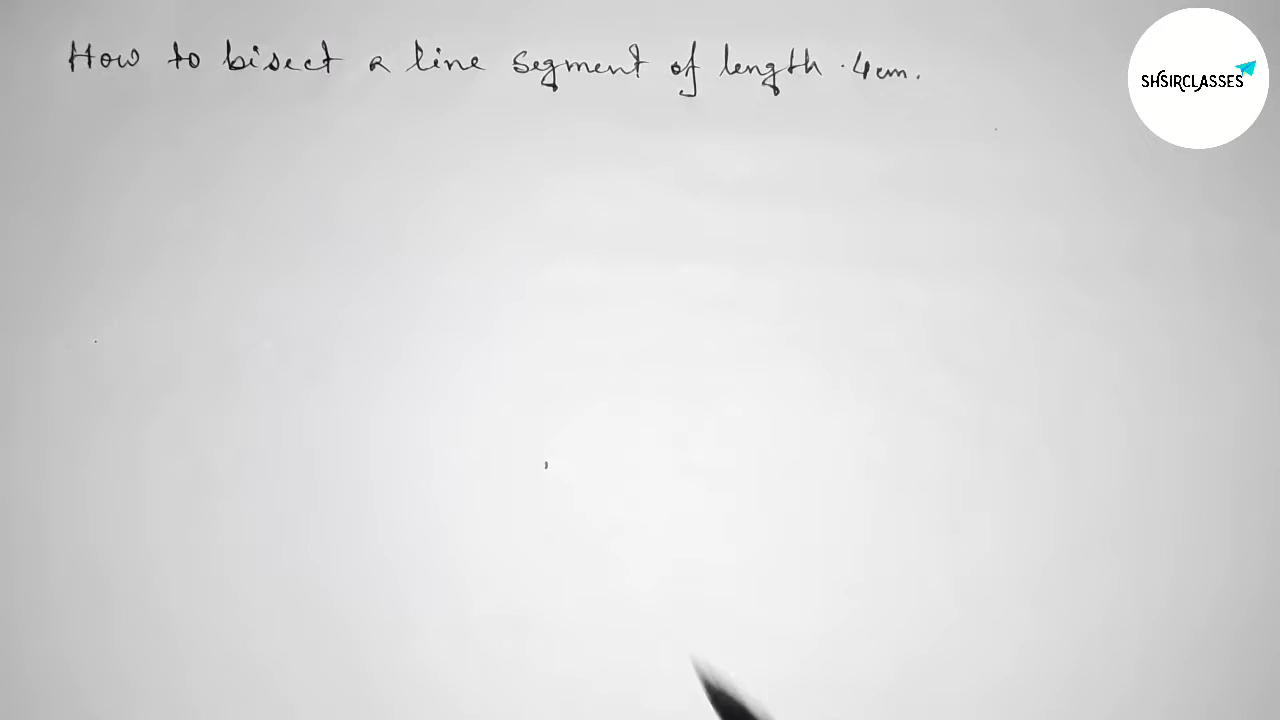 How to bisect a line segment of length .4cm.
SHSIRCLASSES